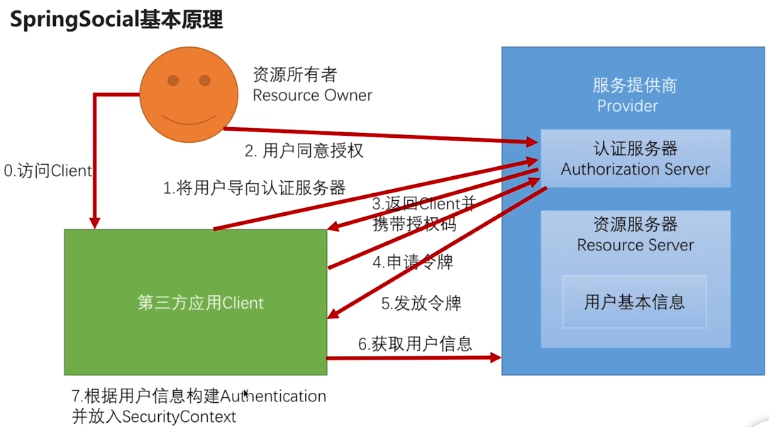 SpringSocial基本原理
资源所有者
Resource Owner
服务提供商
Provider
认证服务器
Authorization Server
资源服务器
Resource Server
用户基本信息
0.访问Client
2. 用户同意授权
1.将用户导向认证服务器
3.返回Client并
携带授权码
4.申请令牌
5.发放令牌
6.获取用户信息
第三方应用Client
7.根据用户信息构建Authentication
并放入SecurityContext